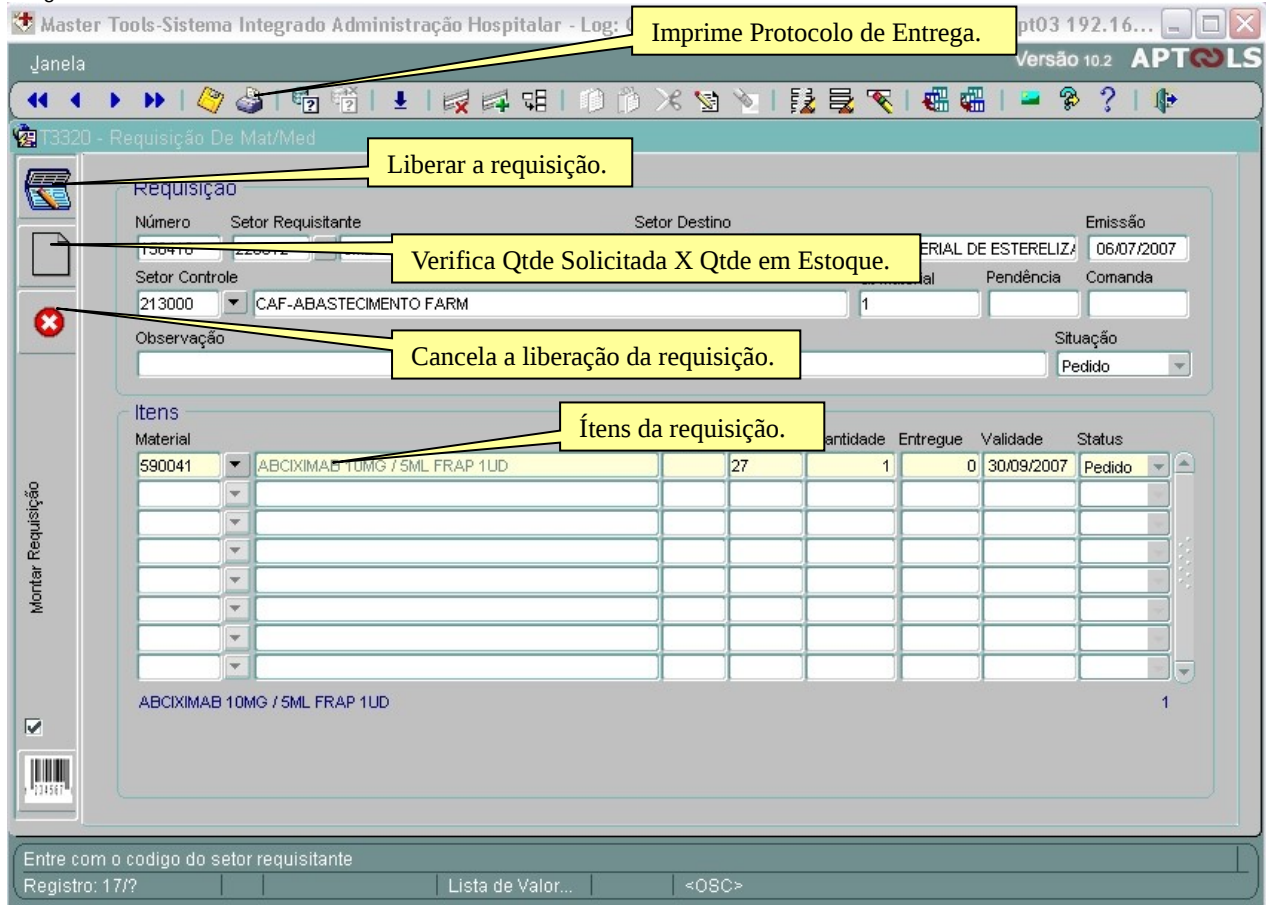 Master Tools-Sistema Integrado Administração Hospitalar - Log:
pt03 192.16...
Imprime Protocolo de Entrega.
Janela
Versão 10.2 APTOOLS
T3320 - Requisição De Mat/Med
Liberar a requisição.
Requisição
Número Setor Requisitante Setor Destino Emissão
Verifica Qtde Solicitada X Qtde em Estoque.
ERIAL DE ESTERELIZA 06/07/2007
Setor Controle Pendência Comanda
213000 CAF-ABASTECIMENTO FARM 1
Observação Situação
Cancela a liberação da requisição.
Pedido
Itens
Ítens da requisição.
Material antidade Entregue Validade Status
590041 ABCIXIMAB 10MG / 5ML FRAP 1UD 27 1 0 30/09/2007 Pedido
Montar Requisição
ABCIXIMAB 10MG / 5ML FRAP 1UD 1
Entre com o codigo do setor requisitante
Registro: 17/? Lista de Valor... <OSC>